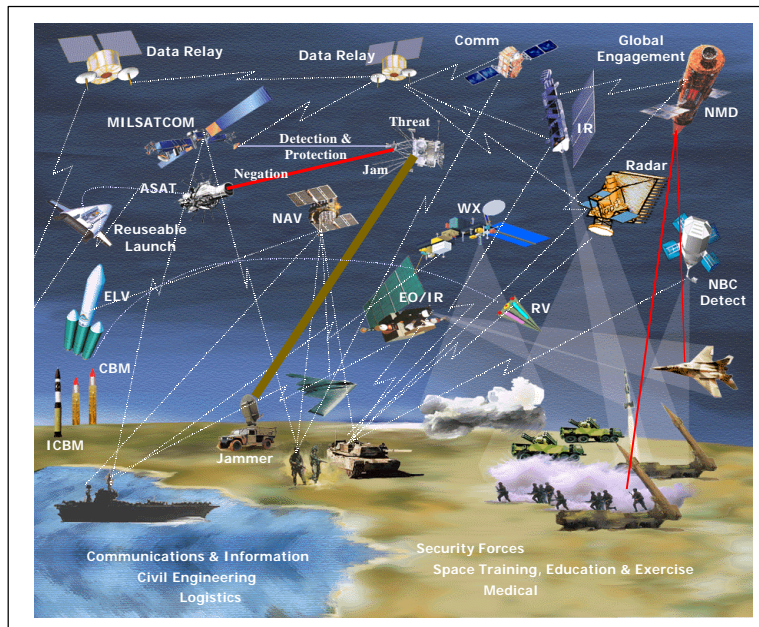 Data Relay
Data Relay
Comm
Global
Engagement
MILSATCOM
Threat
IR
NMD
Detection &
Protection
Negation
Jam
ASAT
Radar
NAV
WX
Reuseable
Launch
ELV
EO/IR
RV
NBC
Detect
CBM
ICBM
Jammer
Communications & Information
Civil Engineering
Logistics
Security Forces
Space Training, Education & Exercise
Medical